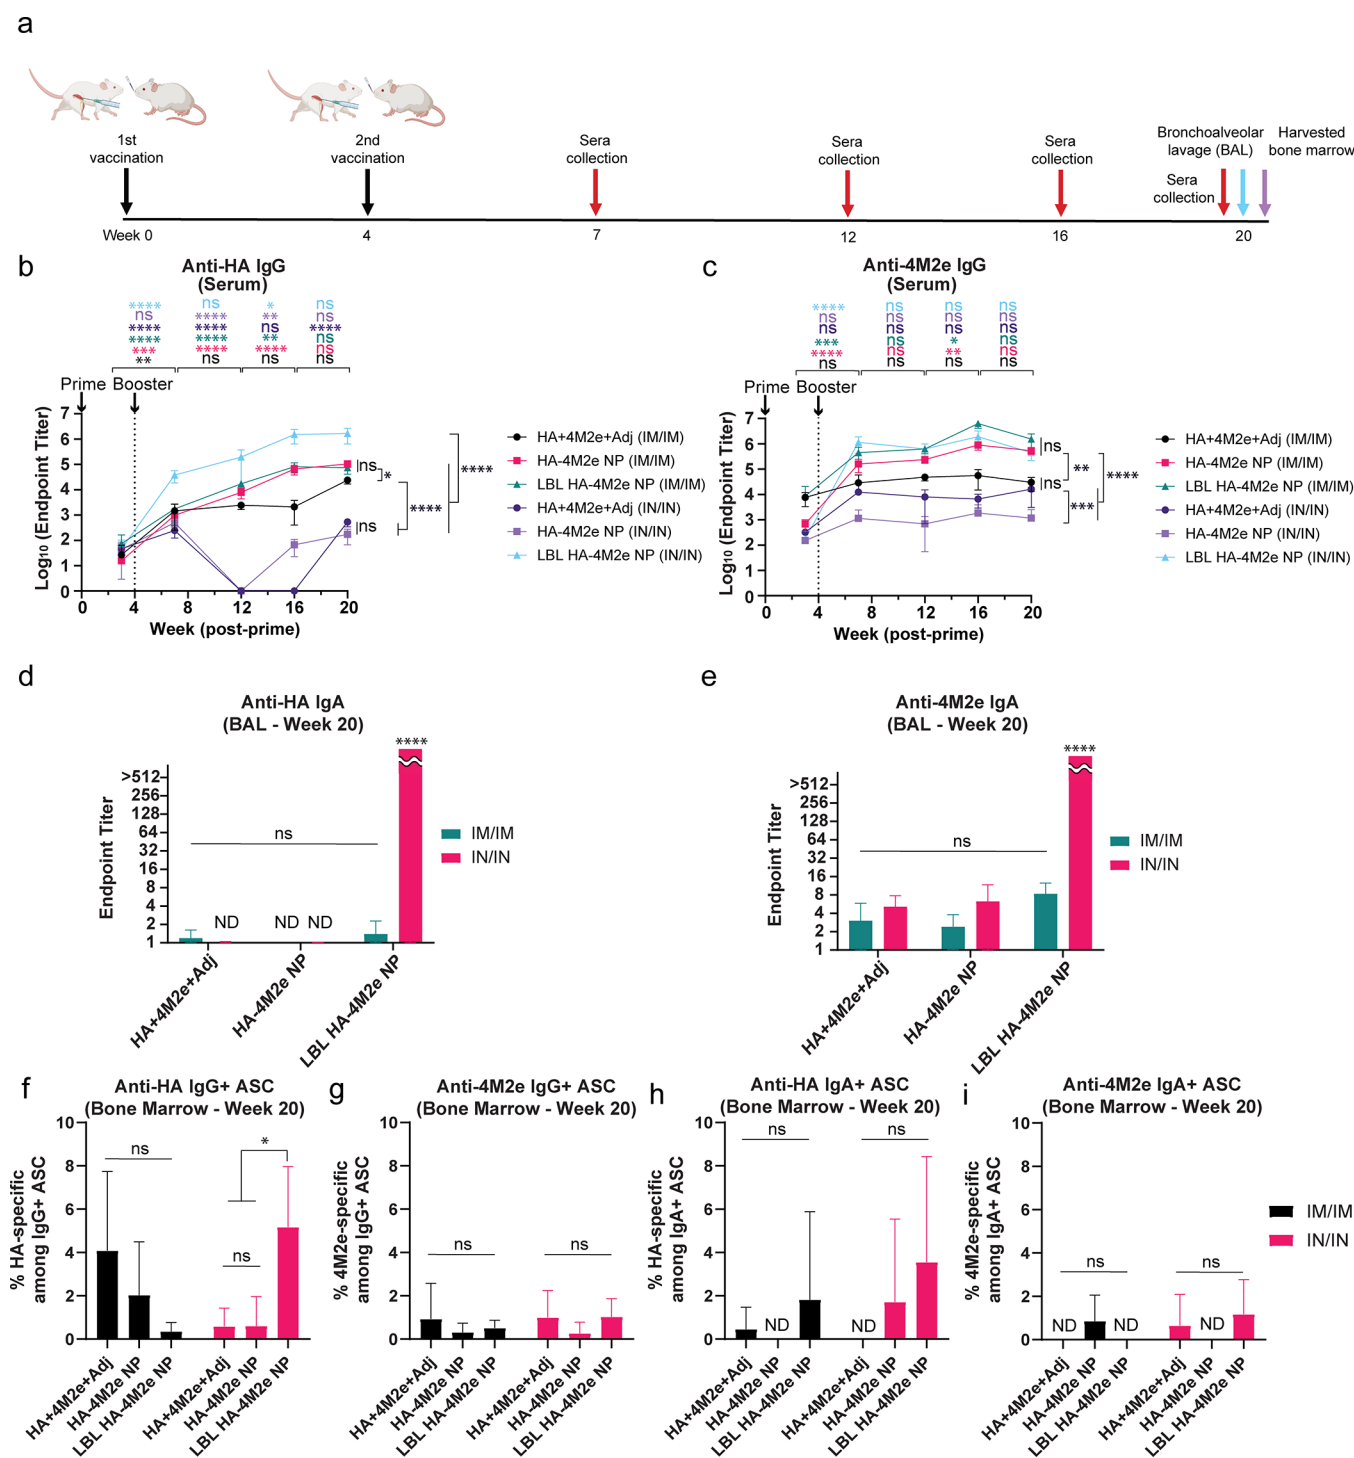 a
1st
vaccination
2nd
vaccination
Sera
collection
Sera
collection
Sera
collection
Bronchoalveolar
lavage (BAL)
Harvested
bone marrow
Sera
collection
Week 0
4
7
12
16
20
b
Anti-HA IgG
(Serum)
**** ns * ns
ns **** ** ns
**** **** ns ****
**** **** ** ns
*** **** **** ns
** ns ns ns
Prime Booster
Log10 (Endpoint Titer)
7
6
5
4
3
2
1
0
0 4 8 12 16 20
Week (post-prime)
ns
*
ns
****
****
HA+4M2e+Adj (IM/IM)
HA-4M2e NP (IM/IM)
LBL HA-4M2e NP (IM/IM)
HA+4M2e+Adj (IN/IN)
HA-4M2e NP (IN/IN)
LBL HA-4M2e NP (IN/IN)
c
Anti-4M2e IgG
(Serum)
**** ns ns ns
ns ns ns ns
ns ns ns ns
*** ns * ns
**** ns ** ns
ns ns ns ns
Prime Booster
Log10 (Endpoint Titer)
7
6
5
4
3
2
1
0
0 4 8 12 16 20
Week (post-prime)
ns
**
ns
***
****
HA+4M2e+Adj (IM/IM)
HA-4M2e NP (IM/IM)
LBL HA-4M2e NP (IM/IM)
HA+4M2e+Adj (IN/IN)
HA-4M2e NP (IN/IN)
LBL HA-4M2e NP (IN/IN)
d
Anti-HA IgA
(BAL - Week 20)
Endpoint Titer
>512
256
128
64
32
16
8
4
2
1
ns
****
ND
ND ND
HA+4M2e+Adj
HA-4M2e NP
LBL HA-4M2e NP
IM/IM
IN/IN
e
Anti-4M2e IgA
(BAL - Week 20)
Endpoint Titer
>512
256
128
64
32
16
8
4
2
1
ns
****
HA+4M2e+Adj
HA-4M2e NP
LBL HA-4M2e NP
IM/IM
IN/IN
f
Anti-HA IgG+ ASC
(Bone Marrow - Week 20)
% HA-specific
among IgG+ ASC
10
8
6
4
2
0
ns
*
ns
HA+4M2e+Adj
HA-4M2e NP
LBL HA-4M2e NP
HA+4M2e+Adj
HA-4M2e NP
LBL HA-4M2e NP
g
Anti-4M2e IgG+ ASC
(Bone Marrow - Week 20)
% 4M2e-specific
among IgG+ ASC
10
8
6
4
2
0
ns
ns
HA+4M2e+Adj
HA-4M2e NP
LBL HA-4M2e NP
HA+4M2e+Adj
HA-4M2e NP
LBL HA-4M2e NP
h
Anti-HA IgA+ ASC
(Bone Marrow - Week 20)
% HA-specific
among IgA+ ASC
10
8
6
4
2
0
ns
ns
ND
ND
HA+4M2e+Adj
HA-4M2e NP
LBL HA-4M2e NP
HA+4M2e+Adj
HA-4M2e NP
LBL HA-4M2e NP
i
Anti-4M2e IgA+ ASC
(Bone Marrow - Week 20)
% 4M2e-specific
among IgA+ ASC
10
8
6
4
2
0
ns
ns
ND
ND
ND
HA+4M2e+Adj
HA-4M2e NP
LBL HA-4M2e NP
HA+4M2e+Adj
HA-4M2e NP
LBL HA-4M2e NP
IM/IM
IN/IN